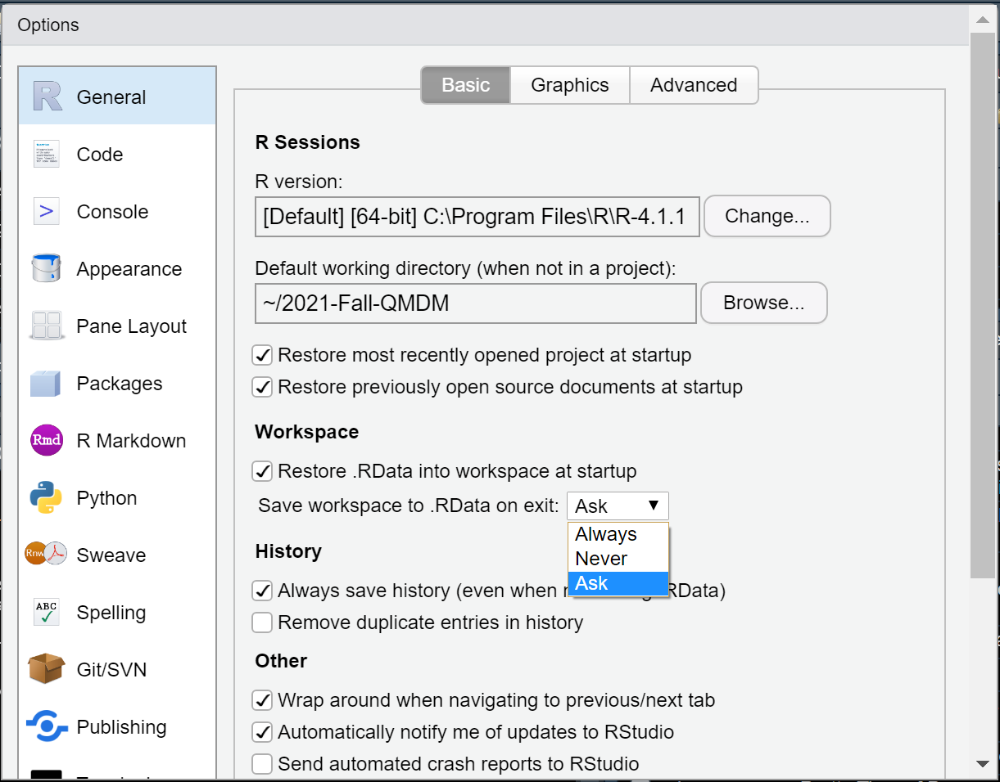 Options
General
Code
Console
Appearance
Pane Layout
Packages
Rmd R Markdown
Python
Rnw Sweave
ABC Spelling
Git/SVN
Publishing
Basic Graphics Advanced
R Sessions
R version:
[Default] [64-bit] C:\Program Files\R\R-4.1.1 Change...
Default working directory (when not in a project):
~/2021-Fall-QMDM Browse...
Restore most recently opened project at startup
Restore previously open source documents at startup
Workspace
Restore .RData into workspace at startup
Save workspace to .RData on exit: Ask
Always
Never
Ask
History
Always save history (even when RData)
Remove duplicate entries in history
Other
Wrap around when navigating to previous/next tab
Automatically notify me of updates to RStudio
Send automated crash reports to RStudio